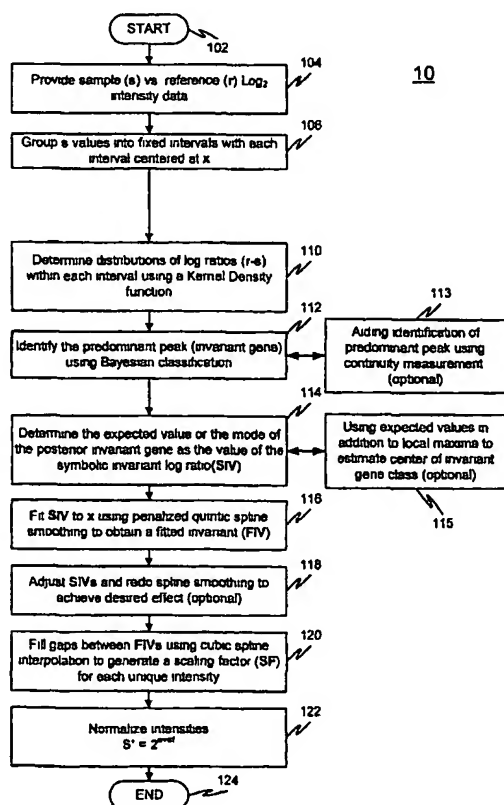 START
102
10
104
Provide sample (s) vs reference (r) Log2
intensity data
106
Group s values into fixed intervals with each
interval centered at x
110
Determine distributions of log ratios (r-s)
within each interval using a Kernel Density
function
112
Identify the predominant peak (invariant gene)
using Bayesian classification
113
Aiding identification of
predominant peak using
continuity measurement
(optional)
114
Determine the expected value or the mode of
the posterior invariant gene as the value of the
symbolic invariant log ratio(SIV)
Using expected values in
addition to local maxima to
estimate center of invariant
gene class (optional)
115
116
Fit SIV to x using penalized quintic spline
smoothing to obtain a fitted invariant (FIV)
118
Adjust SIVs and redo spline smoothing to
achieve desired effect (optional)
120
Fill gaps between FIVs using cubic spline
interpolation to generate a scaling factor (SF)
for each unique intensity
122
Normalize intensities
END
124